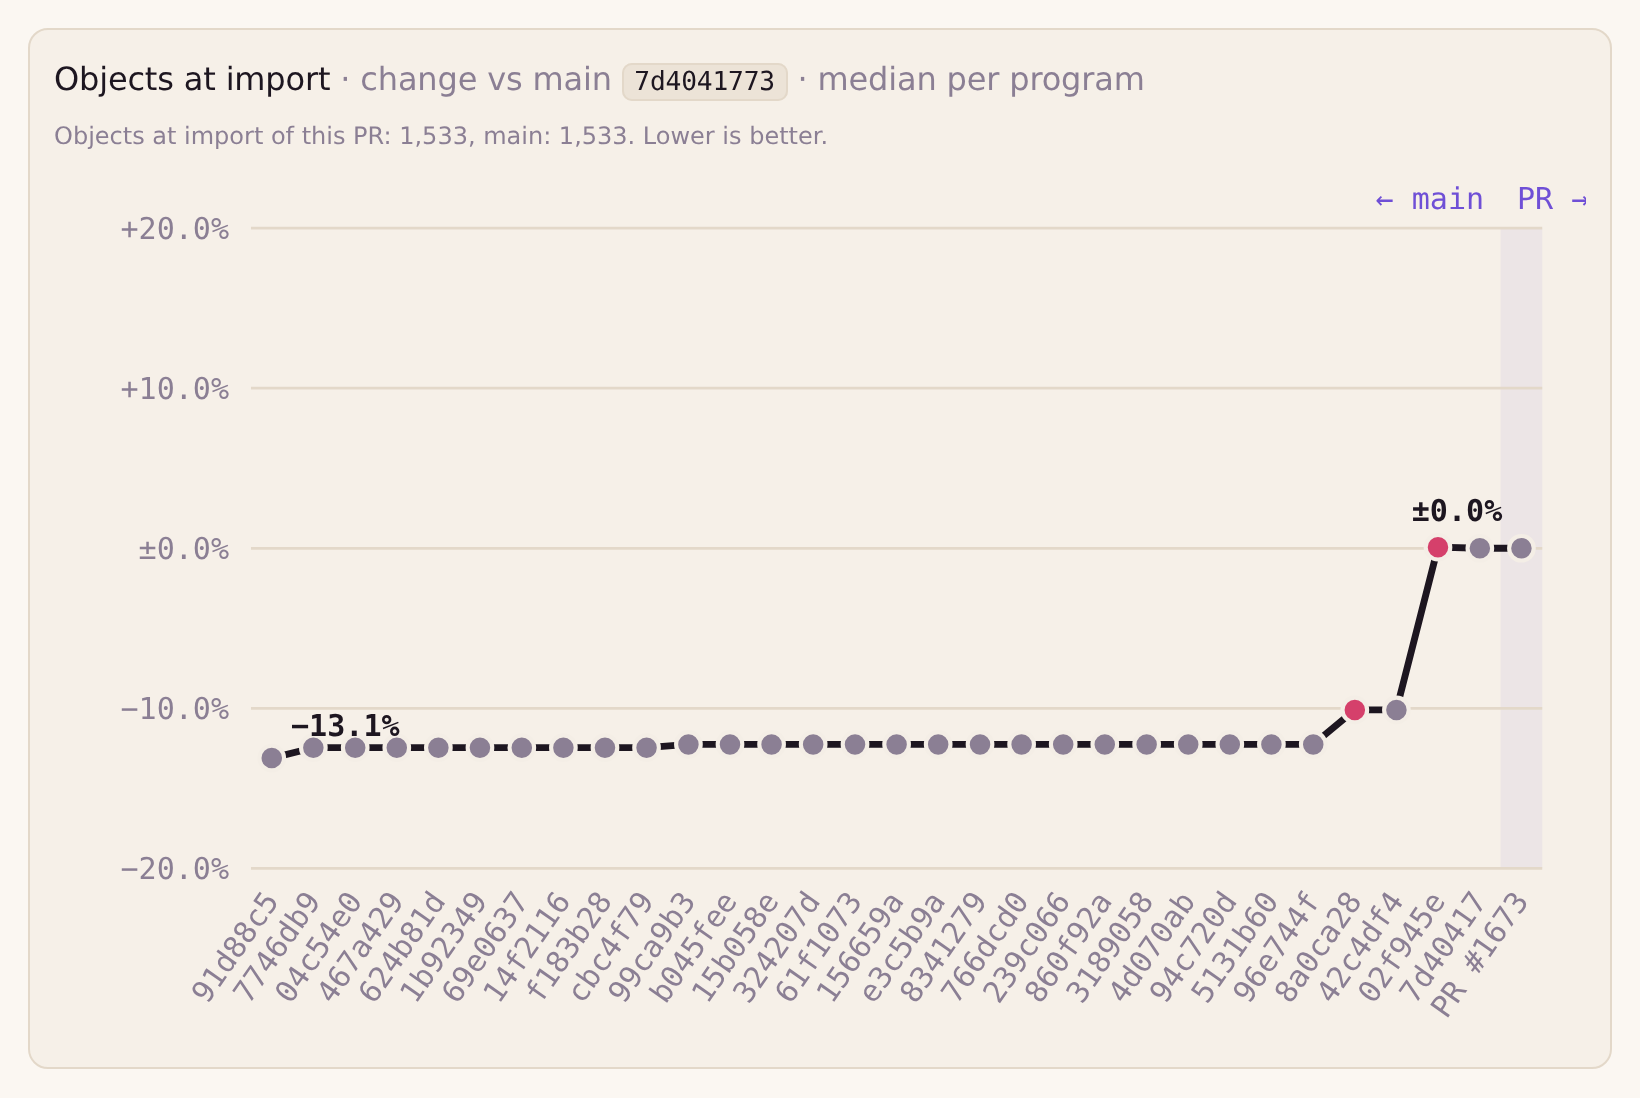 Objects at import · change vs main 7d4041773 · median per program
Objects at import of this PR: 1,533, main: 1,533. Lower is better.
← main PR →
+20.0%
+10.0%
±0.0%
±0.0%
−10.0%
−13.1%
−20.0%
91d88c5
7746db9
04c54e0
467a429
624b81d
1b92349
69e0637
14f2116
f183b28
cbc4f79
99ca9b3
b045fee
15b058e
324207d
61f1073
156659a
e3c5b9a
8341279
766dcd0
239c066
860f92a
3189058
4d070ab
94c720d
5131b60
96e744f
8a0ca28
42c4df4
02f945e
7d40417
PR #1673